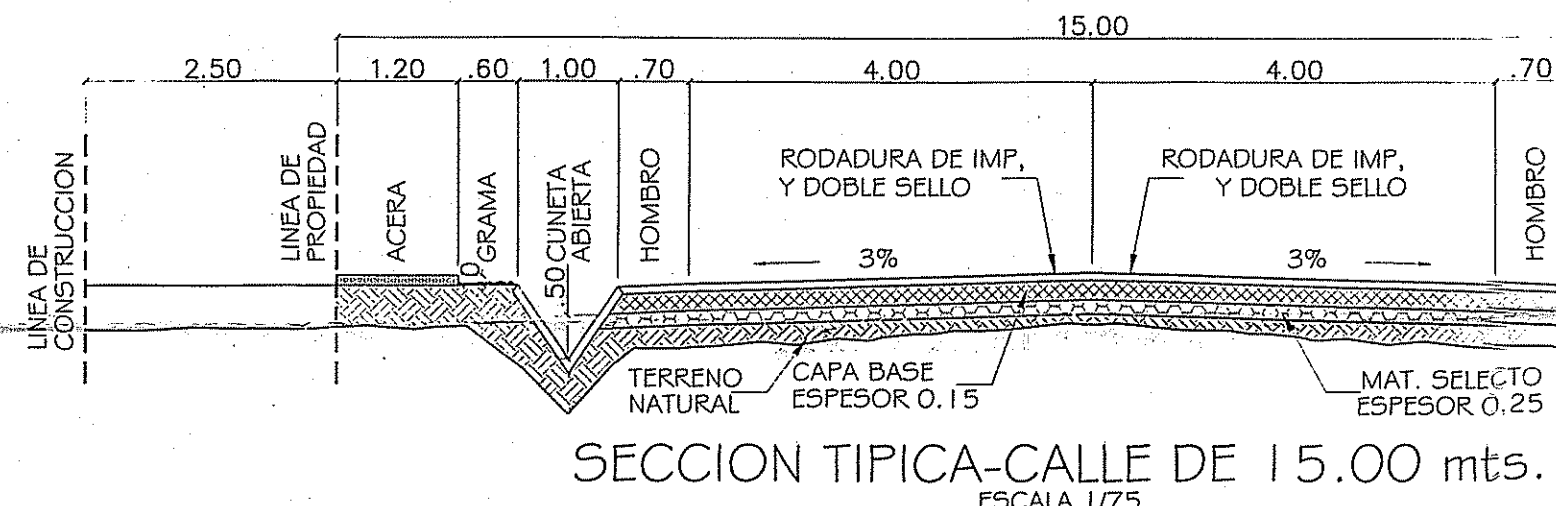 15.00
2.50 1.20 .60 1.00 .70 4.00 4.00 .70
LINEA DE
CONSTRUCCION
LINEA DE
PROPIEDAD
ACERA
GRAMA
.50
CUNETA
ABIERTA
HOMBRO
RODADURA DE IMP,
Y DOBLE SELLO
RODADURA DE IMP,
Y DOBLE SELLO
HOMBRO
3% 3%
TERRENO
NATURAL
CAPA BASE
ESPESOR 0.15
MAT. SELECTO
ESPESOR 0.25
SECCION TIPICA-CALLE DE 15.00 mts.
ESCALA 1/75